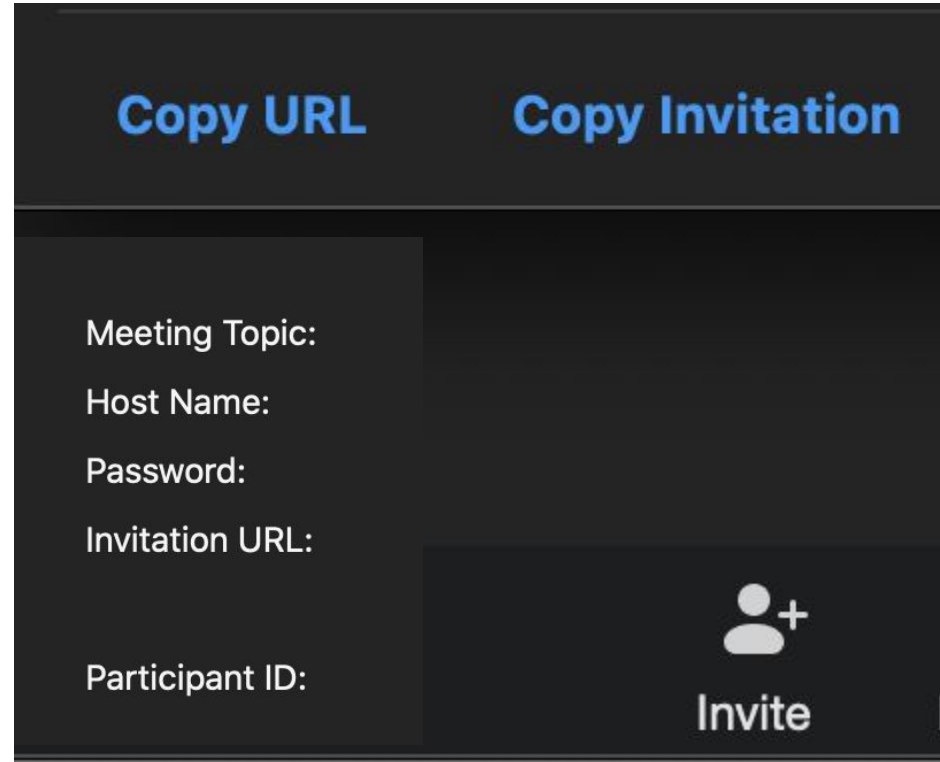 Copy URL Copy Invitation
Meeting Topic:
Host Name:
Password:
Invitation URL:
Participant ID:
Invite